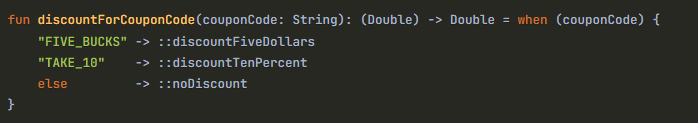 fun discountForCouponCode(couponCode: String): (Double) -> Double = when (couponCode) {
    "FIVE_BUCKS" -> ::discountFiveDollars
    "TAKE_10"    -> ::discountTenPercent
    else         -> ::noDiscount
}